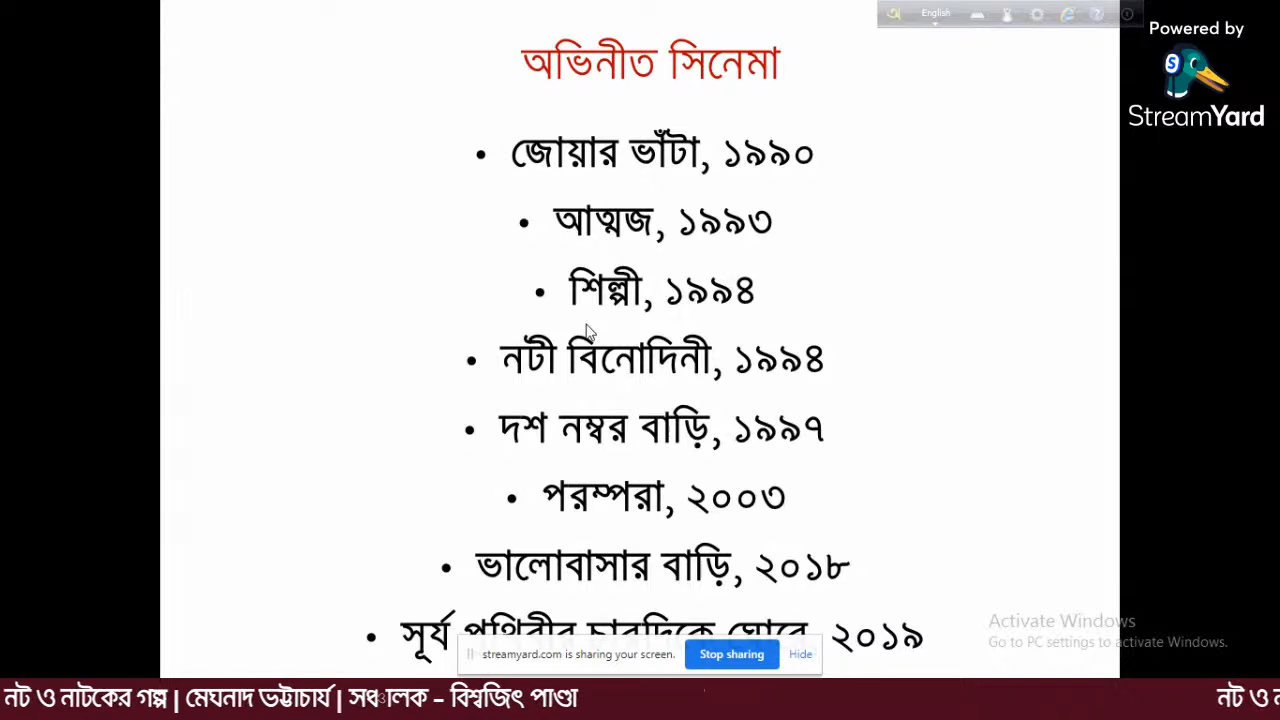 English
Powered by
StreamYard
অভিনীত সিনেমা
• জোয়ার ভাঁটা, ১৯৯০
• আত্মজ, ১৯৯৩
• শিল্পী, ১৯৯৪
• নটী বিনোদিনী, ১৯৯৪
• দশ নম্বর বাড়ি, ১৯৯৭
• পরম্পরা, ২০০৩
• ভালোবাসার বাড়ি, ২০১৮
• সূর্য পৃথিবীর চারদিকে ঘোরে, ২০১৯
Activate Windows
Go to PC settings to activate Windows.
streamyard.com is sharing your screen. Stop sharing Hide
নট ও নাটকের গল্প | মেঘনাদ ভট্টাচার্য | সঞ্চালক - বিশ্বজিৎ পাণ্ডা নট ও